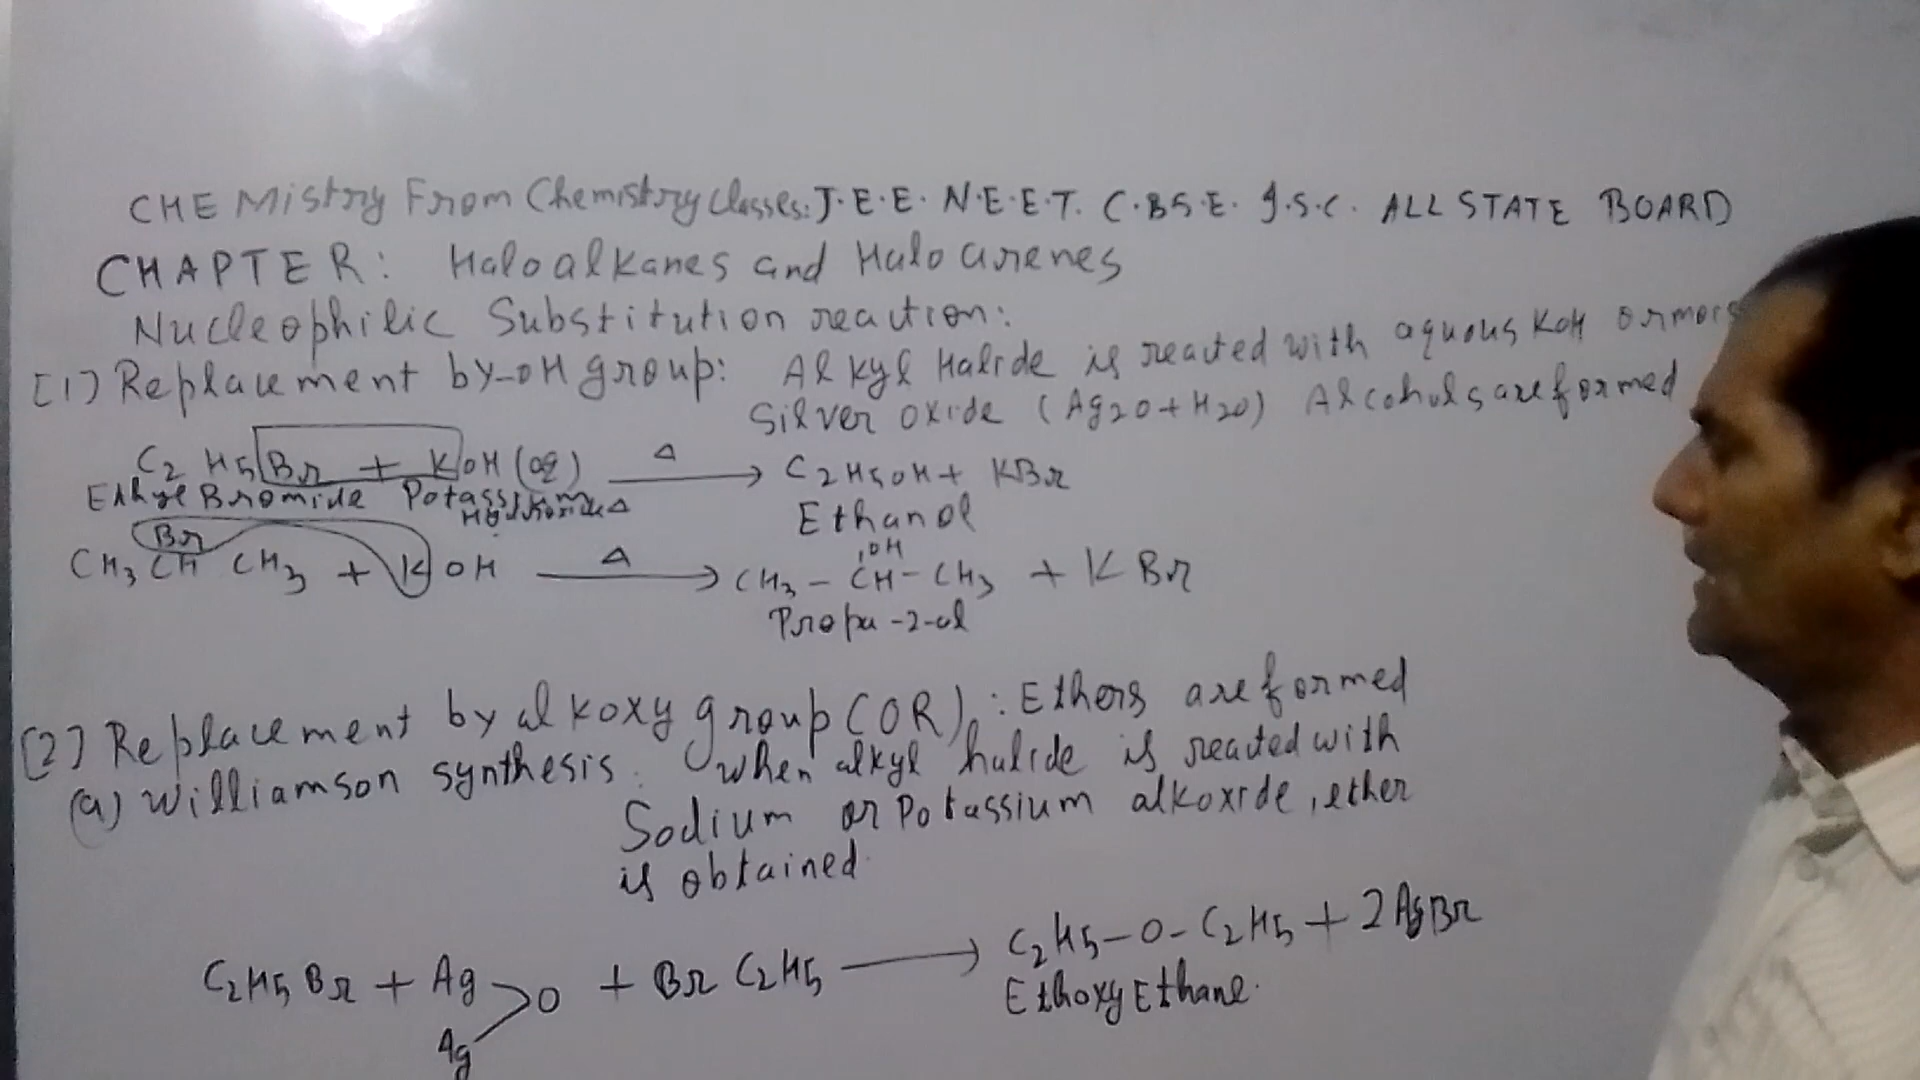 CHEMistry From Chemistry Classes: J.E.E. N.E.E.T. C.B.S.E. I.S.C. ALL STATE BOARD
CHAPTER: Haloalkanes and Haloarenes
Nucleophilic Substitution reaction:
[1] Replacement by -OH group: Alkyl Halide is reacted with aquous KOH or mois
Silver oxide (Ag2O + H2O) Alcohols are formed
C2H5Br + KOH (aq) Δ → C2H5OH + KBr
Ethyl Bromide Potassium Hydroxide Δ Ethanol
Br OH
CH3 CH CH3 + KOH Δ → CH3 - CH - CH3 + KBr
Propa-2-ol
[2] Replacement by alkoxy group (OR): Ethers are formed
(a) Williamson synthesis. when alkyl halide is reacted with
Sodium or Potassium alkoxide, ether
is obtained.
C2H5Br + Ag > O + Br C2H5 → C2H5-O-C2H5 + 2AgBr
Ag EthoxyEthane.